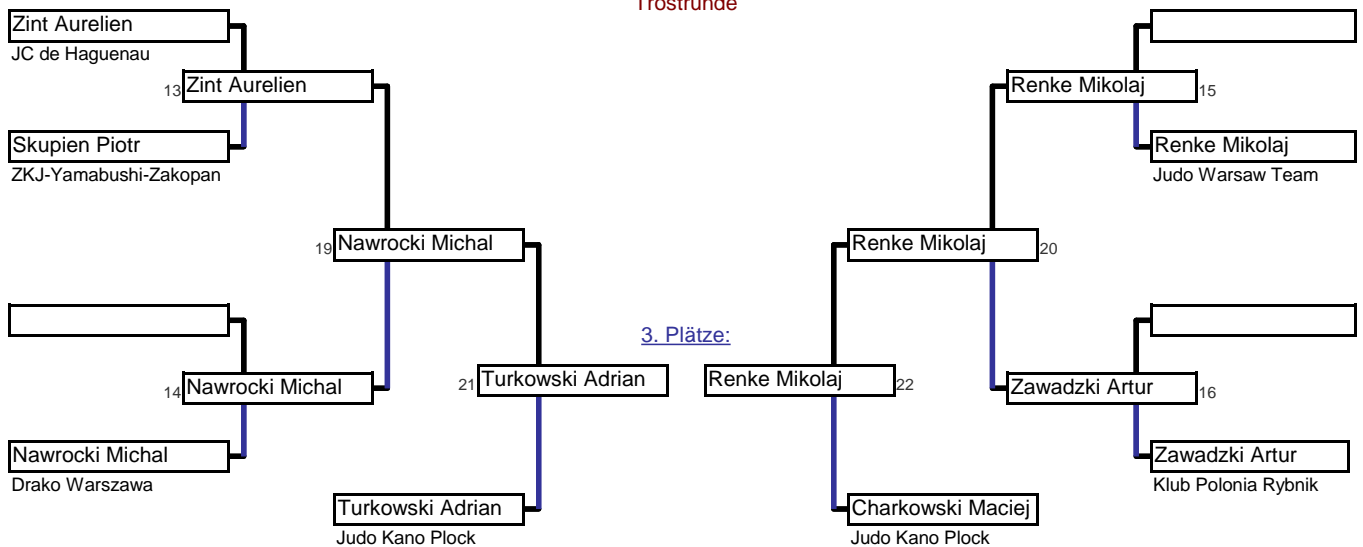 Trostrunde
Zint Aurelien
JC de Haguenau
13
Zint Aurelien
Renke Mikolaj
15
Skupien Piotr
ZKJ-Yamabushi-Zakopan
Renke Mikolaj
Judo Warsaw Team
19
Nawrocki Michal
Renke Mikolaj
20
3. Plätze:
14
Nawrocki Michal
21
Turkowski Adrian
Renke Mikolaj
22
Zawadzki Artur
16
Nawrocki Michal
Drako Warszawa
Zawadzki Artur
Klub Polonia Rybnik
Turkowski Adrian
Judo Kano Plock
Charkowski Maciej
Judo Kano Plock